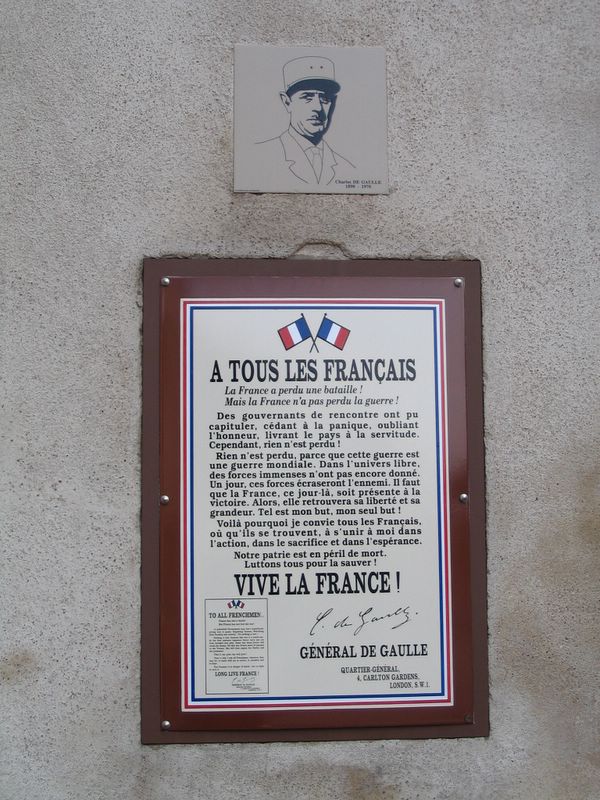 Charles DE GAULLE
1890 - 1970
A TOUS LES FRANÇAIS
La France a perdu une bataille !
Mais la France n'a pas perdu la guerre !
Des gouvernants de rencontre ont pu
capituler, cédant à la panique, oubliant
l'honneur, livrant le pays à la servitude.
Cependant, rien n'est perdu !
Rien n'est perdu, parce que cette guerre est
une guerre mondiale. Dans l'univers libre,
des forces immenses n'ont pas encore donné.
Un jour, ces forces écraseront l'ennemi. Il faut
que la France, ce jour-là, soit présente à la
victoire. Alors, elle retrouvera sa liberté et sa
grandeur. Tel est mon but, mon seul but !
Voilà pourquoi je convie tous les Français,
où qu'ils se trouvent, à s'unir à moi dans
l'action, dans le sacrifice et dans l'espérance.
Notre patrie est en péril de mort.
Luttons tous pour la sauver !
VIVE LA FRANCE !
C. de Gaulle.
GÉNÉRAL DE GAULLE
QUARTIER-GÉNÉRAL,
4, CARLTON GARDENS,
LONDON, S.W.1.
TO ALL FRENCHMEN...
LONG LIVE FRANCE !